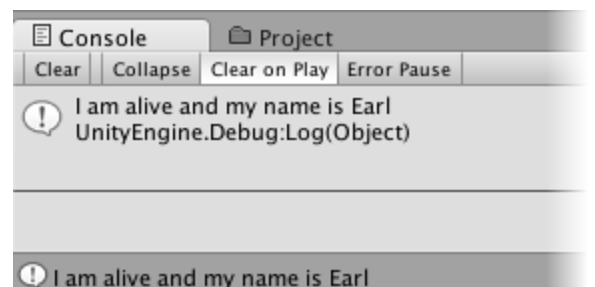 Console Project
Clear Collapse Clear on Play Error Pause
I am alive and my name is Earl
UnityEngine.Debug:Log(Object)
I am alive and my name is Earl